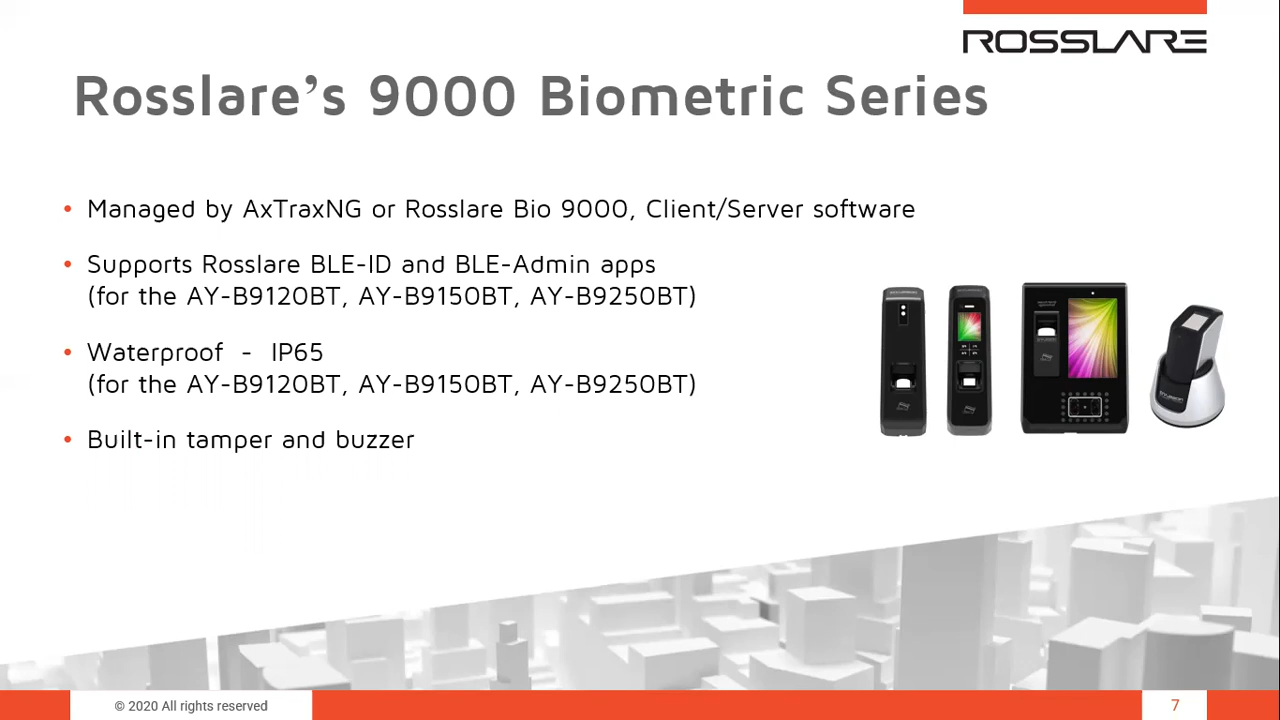 ROSSLARE
Rosslare’s 9000 Biometric Series
• Managed by AxTraxNG or Rosslare Bio 9000, Client/Server software
• Supports Rosslare BLE-ID and BLE-Admin apps
(for the AY-B9120BT, AY-B9150BT, AY-B9250BT)
• Waterproof - IP65
(for the AY-B9120BT, AY-B9150BT, AY-B9250BT)
• Built-in tamper and buzzer
© 2020 All rights reserved
7